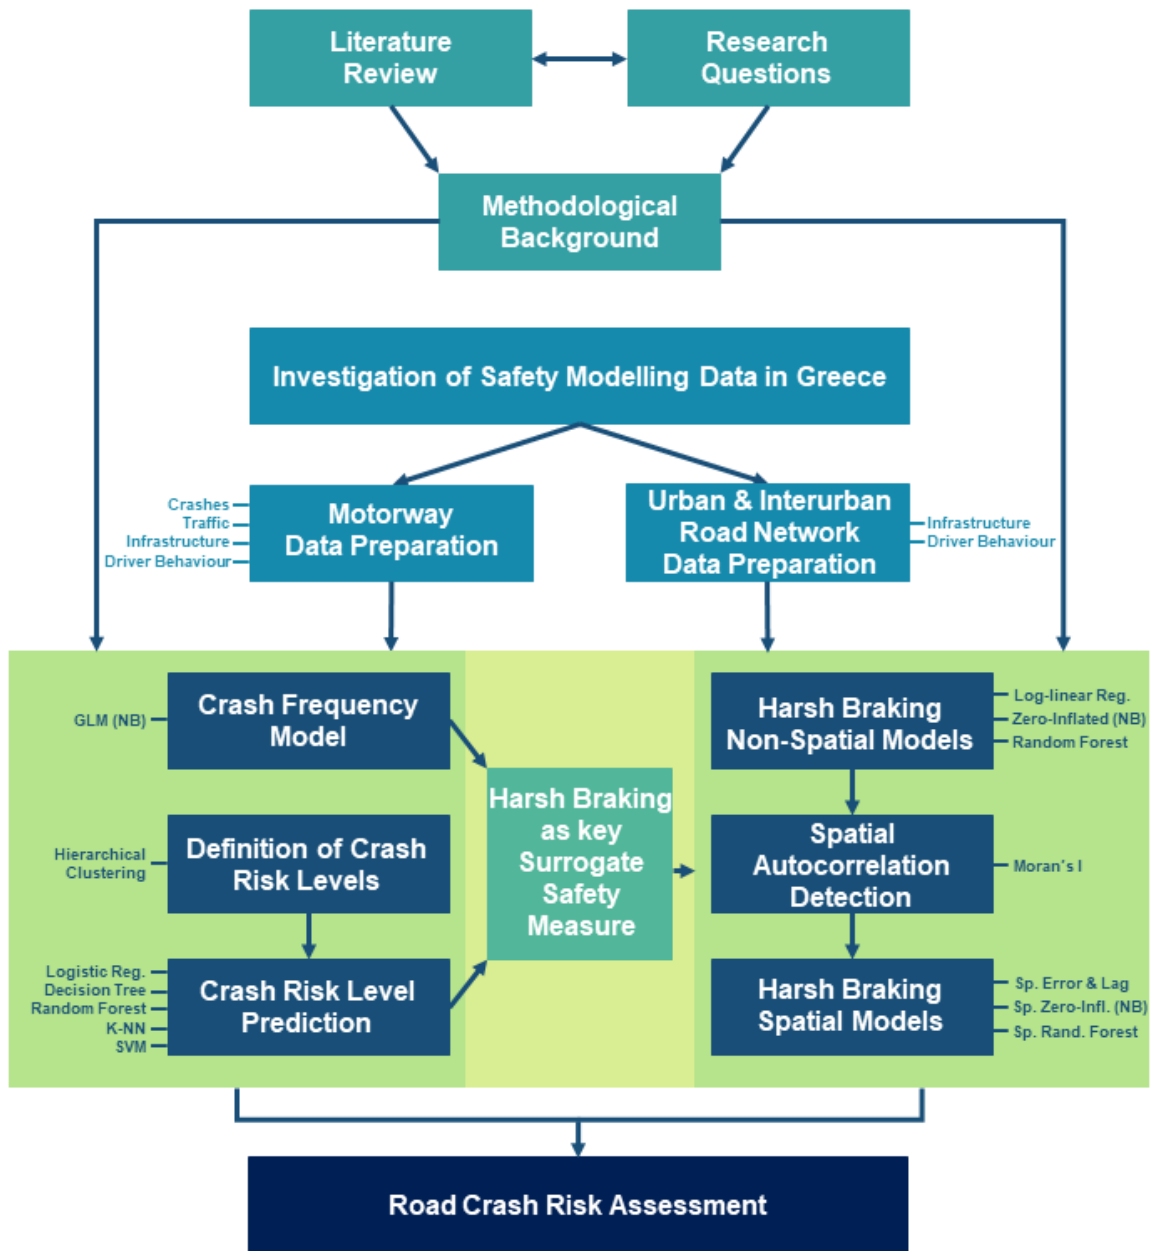 Literature
Review
Research
Questions
Methodological
Background
Investigation of Safety Modelling Data in Greece
Crashes
Traffic
Infrastructure
Driver Behaviour
Motorway
Data Preparation
Urban & Interurban
Road Network
Data Preparation
Infrastructure
Driver Behaviour
GLM (NB)
Crash Frequency
Model
Hierarchical
Clustering
Definition of Crash
Risk Levels
Logistic Reg.
Decision Tree
Random Forest
K-NN
SVM
Crash Risk Level
Prediction
Harsh Braking
as key
Surrogate
Safety
Measure
Harsh Braking
Non-Spatial Models
Log-linear Reg.
Zero-Inflated (NB)
Random Forest
Spatial
Autocorrelation
Detection
Moran's I
Harsh Braking
Spatial Models
Sp. Error & Lag
Sp. Zero-Infl. (NB)
Sp. Rand. Forest
Road Crash Risk Assessment